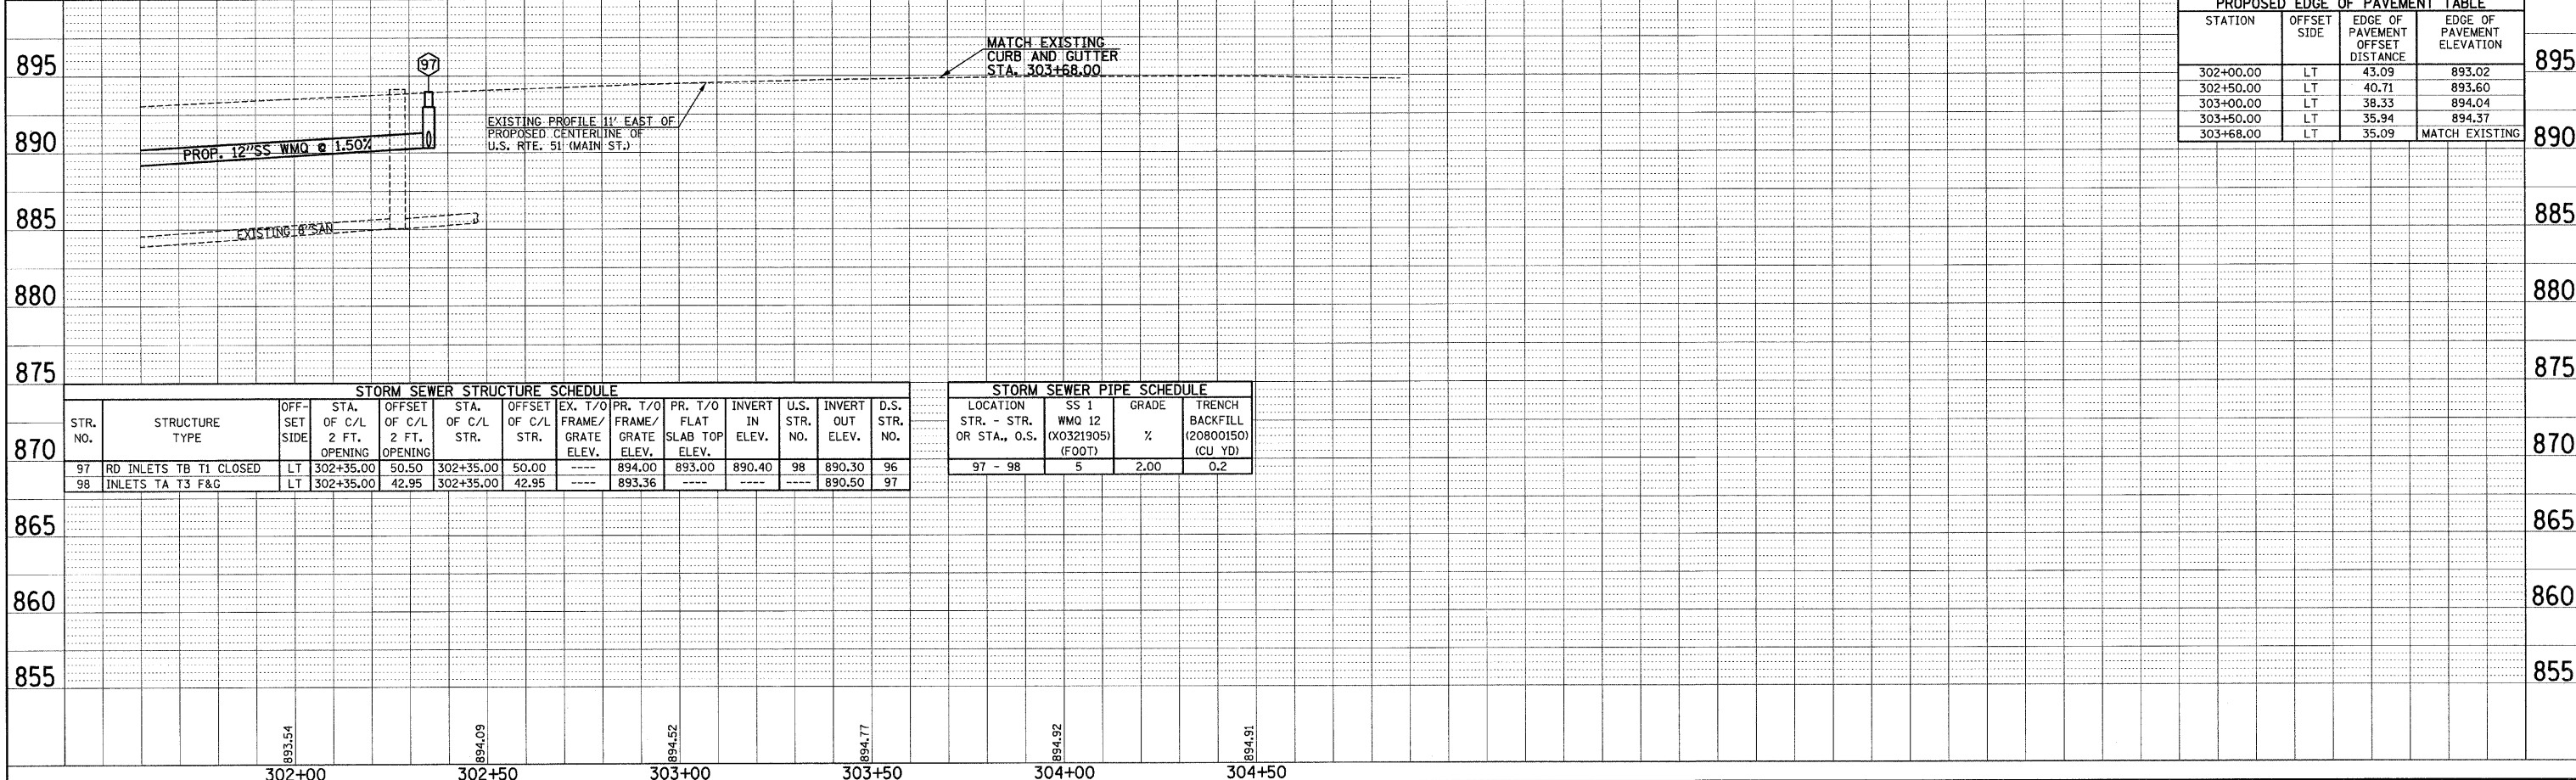 PROPOSED EDGE OF PAVEMENT TABLE
STATION OFFSET SIDE EDGE OF PAVEMENT OFFSET DISTANCE EDGE OF PAVEMENT ELEVATION
302+00.00 LT 43.09 893.02
302+50.00 LT 40.71 893.60
303+00.00 LT 38.33 894.04
303+50.00 LT 35.94 894.37
303+68.00 LT 35.09 MATCH EXISTING
895
890
885
880
875
870
865
860
855
97
MATCH EXISTING
CURB AND GUTTER
STA. 303+68.00
EXISTING PROFILE 11' EAST OF
PROPOSED CENTERLINE OF
U.S. RTE. 51 (MAIN ST.)
PROP. 12"SS WMQ @ 1.50%
EXISTING 8"SAN
STORM SEWER STRUCTURE SCHEDULE
STR. NO. STRUCTURE TYPE OFF-SET SIDE STA. OF C/L 2 FT. OPENING OFFSET OF C/L 2 FT. OPENING STA. OF C/L STR. OFFSET OF C/L STR. EX. T/O FRAME/ GRATE ELEV. PR. T/O FRAME/ GRATE ELEV. PR. T/O FLAT SLAB TOP ELEV. INVERT IN ELEV. U.S. STR. NO. INVERT OUT ELEV. D.S. STR. NO.
97 RD INLETS TB T1 CLOSED LT 302+35.00 50.50 302+35.00 50.00 ---- 894.00 893.00 890.40 98 890.30 96
98 INLETS TA T3 F&G LT 302+35.00 42.95 302+35.00 42.95 ---- 893.36 ---- ---- ---- 890.50 97
STORM SEWER PIPE SCHEDULE
LOCATION STR. - STR. OR STA., O.S. SS 1 WMQ 12 (X0321905) (FOOT) GRADE % TRENCH BACKFILL (20800150) (CU YD)
97 - 98 5 2.00 0.2
893.54
894.09
894.52
894.77
894.92
894.91
302+00
302+50
303+00
303+50
304+00
304+50
895
890
885
880
875
870
865
860
855